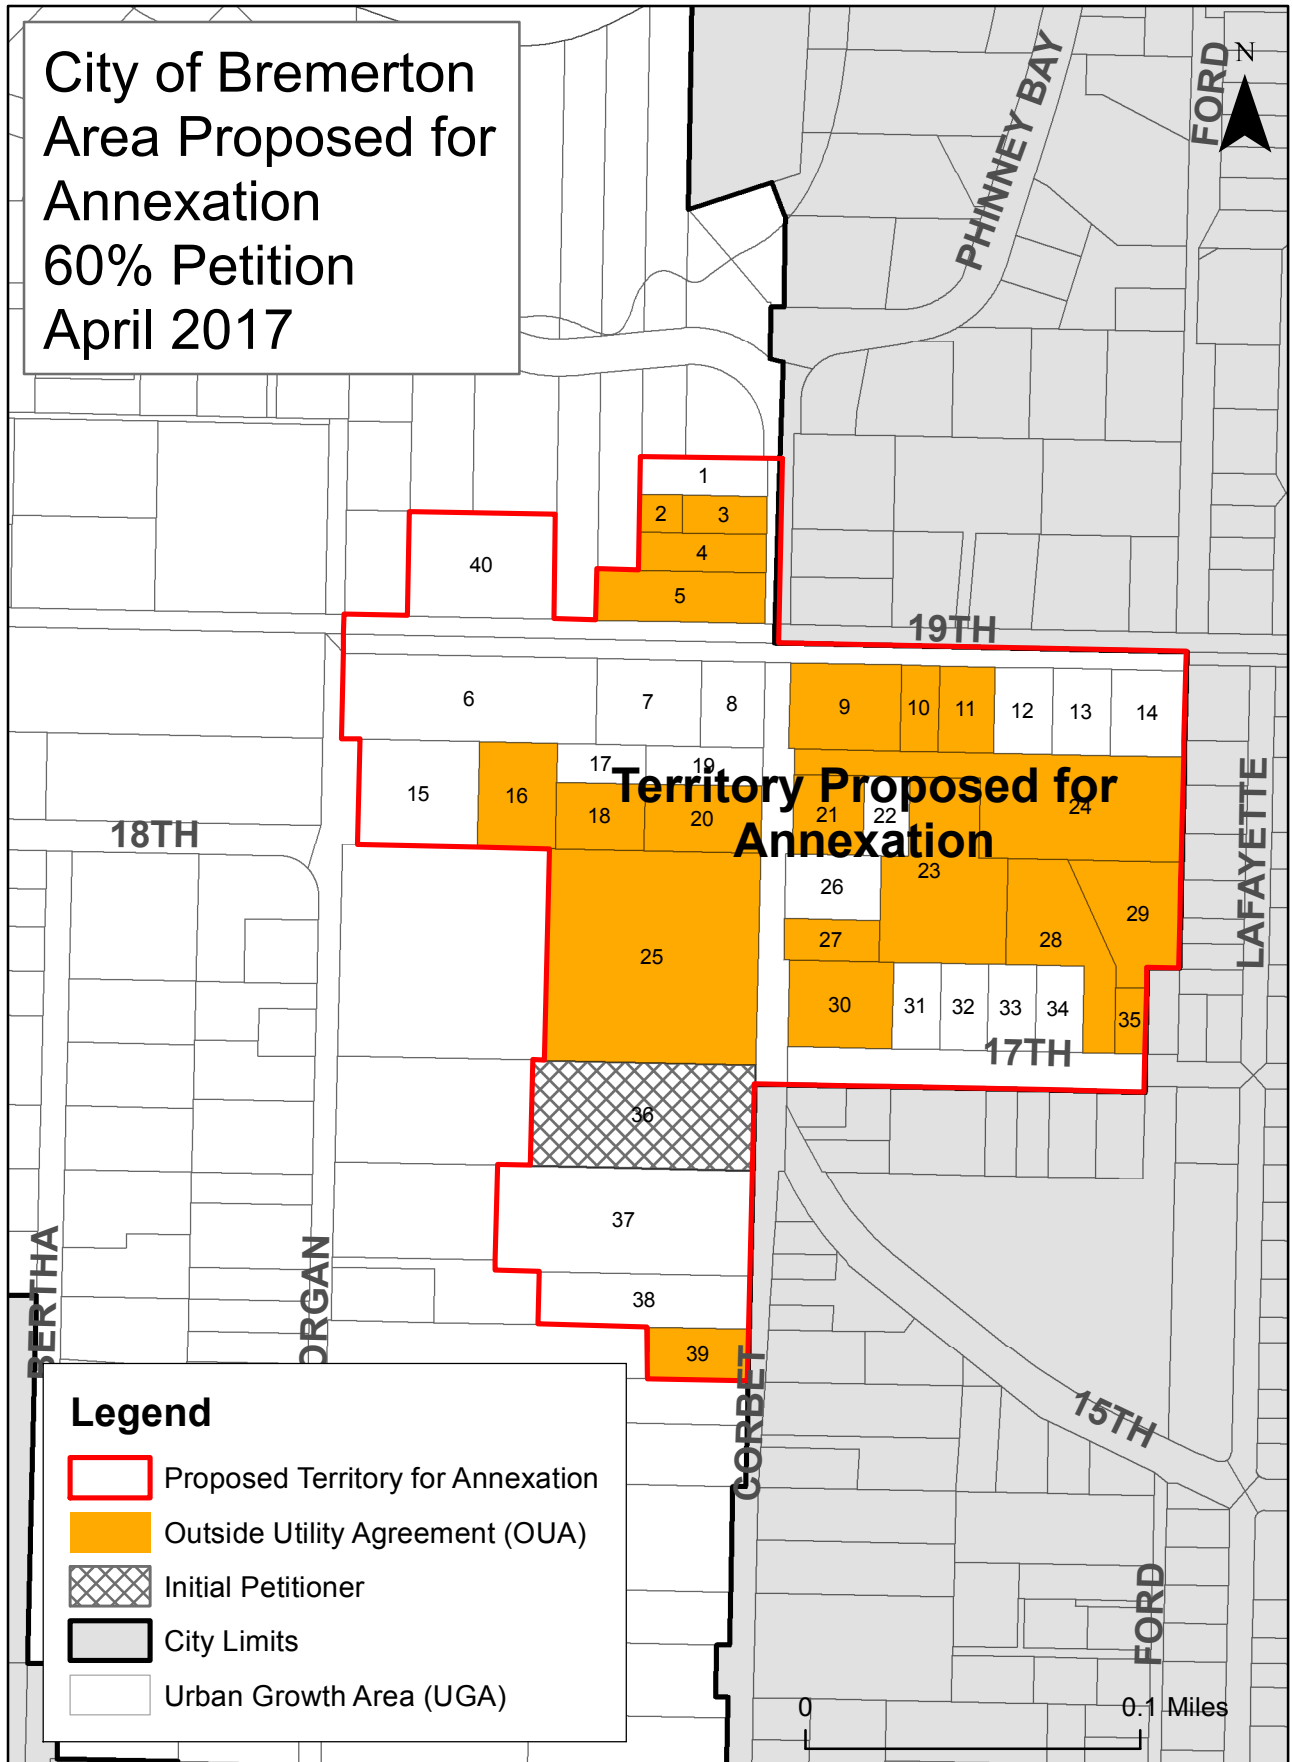 City of Bremerton
Area Proposed for
Annexation
60% Petition
April 2017
N
PHINNEY BAY
FORD
1
2
3
4
5
40
19TH
6
7
8
9
10
11
12
13
14
15
16
17
18
19
20
21
22
23
24
Territory Proposed for
Annexation
18TH
LAFAYETTE
25
26
27
28
29
30
31
32
33
34
35
17TH
36
37
38
39
BERTHA
ORGAN
CORBET
15TH
FORD
Legend
Proposed Territory for Annexation
Outside Utility Agreement (OUA)
Initial Petitioner
City Limits
Urban Growth Area (UGA)
0
0.1 Miles